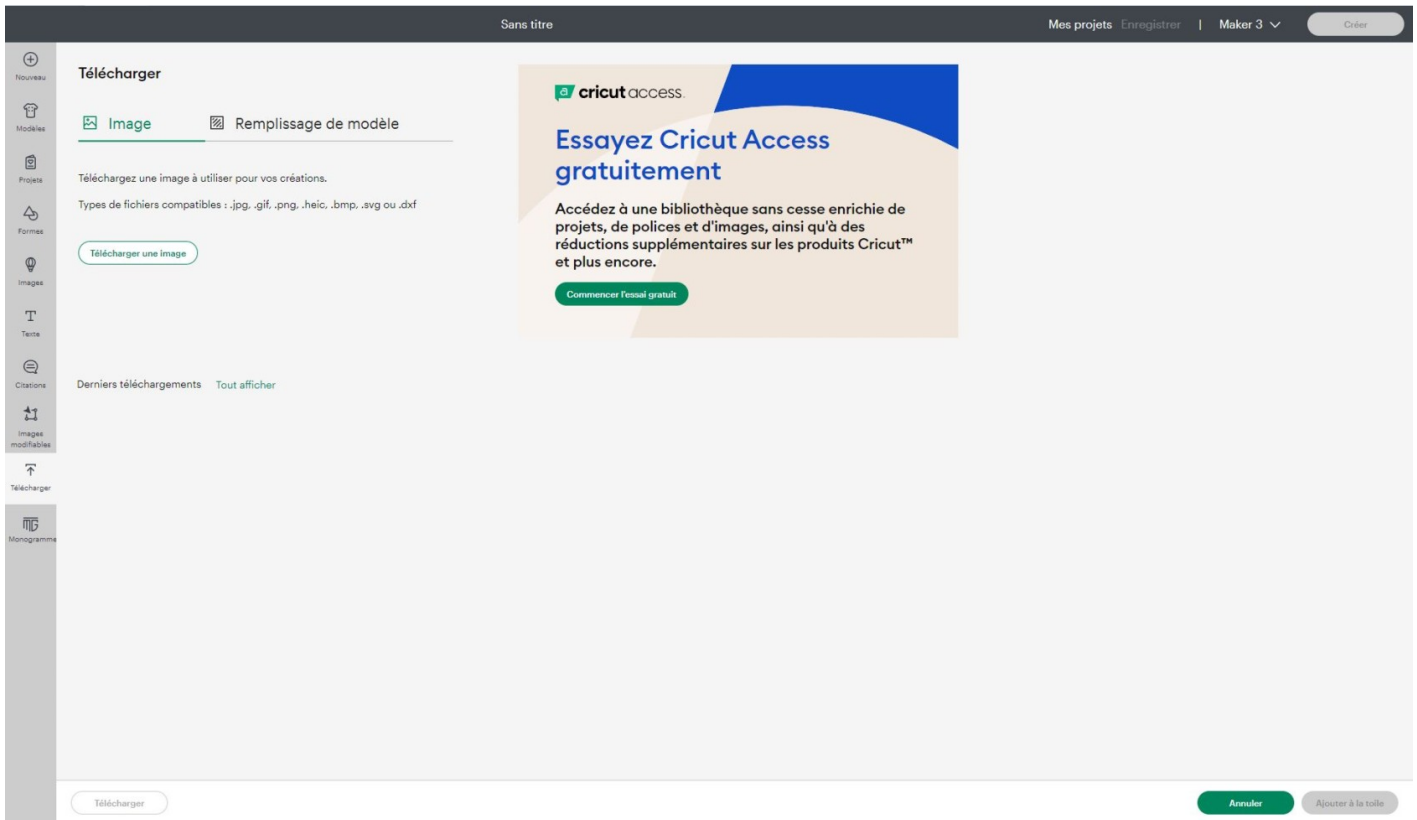 Sans titre
Mes projets Enregistrer | Maker 3
Créer
Nouveau
Modèles
Projets
Formes
Images
Texte
Citations
Images
modifiables
Télécharger
Monogramme
Télécharger
Image
Remplissage de modèle
Téléchargez une image à utiliser pour vos créations.
Types de fichiers compatibles : .jpg, .gif, .png, .heic, .bmp, .svg ou .dxf
Télécharger une image
Derniers téléchargements Tout afficher
a cricut access.
Essayez Cricut Access
gratuitement
Accédez à une bibliothèque sans cesse enrichie de
projets, de polices et d'images, ainsi qu'à des
réductions supplémentaires sur les produits Cricut™
et plus encore.
Commencer l'essai gratuit
Télécharger
Annuler
Ajouter à la toile